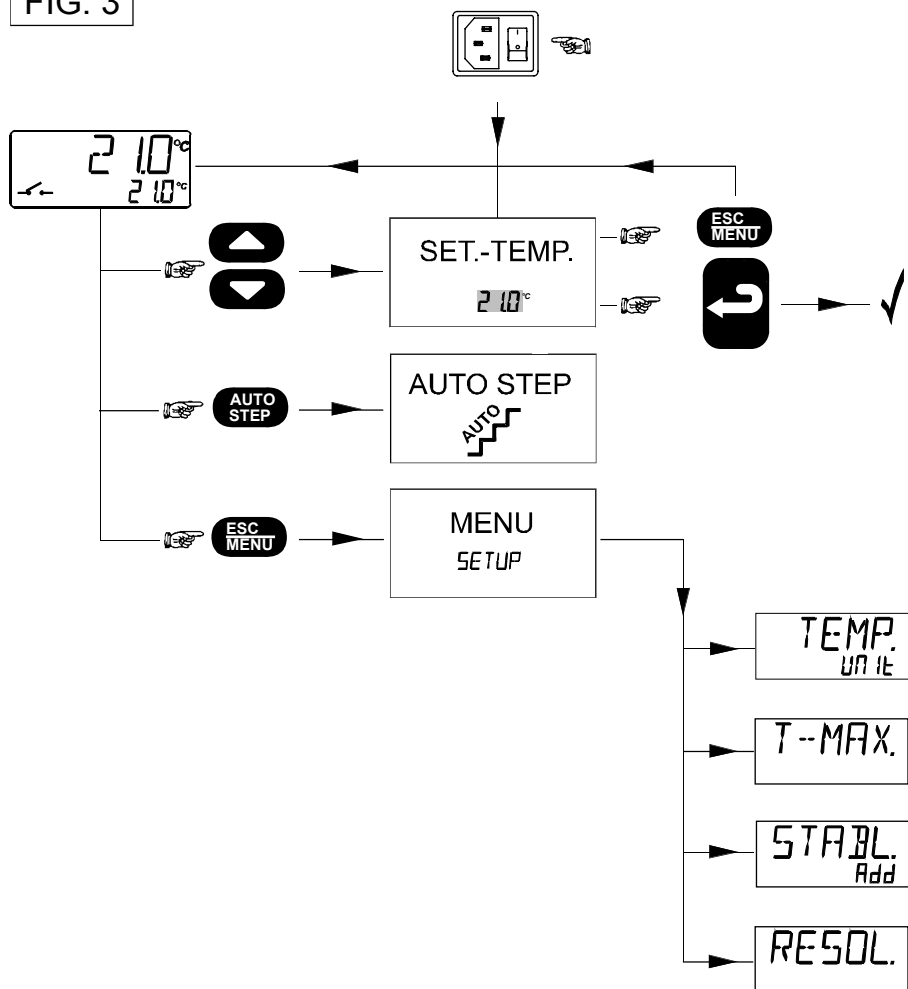 FIG. 3
21.0°C
21.0°C
SET.-TEMP.
21.0°C
ESC
MENU
AUTO
STEP
AUTO STEP
AUTO
ESC
MENU
MENU
SETUP
TEMP.
Unit
T--MAX.
STABL.
Add
RESOL.